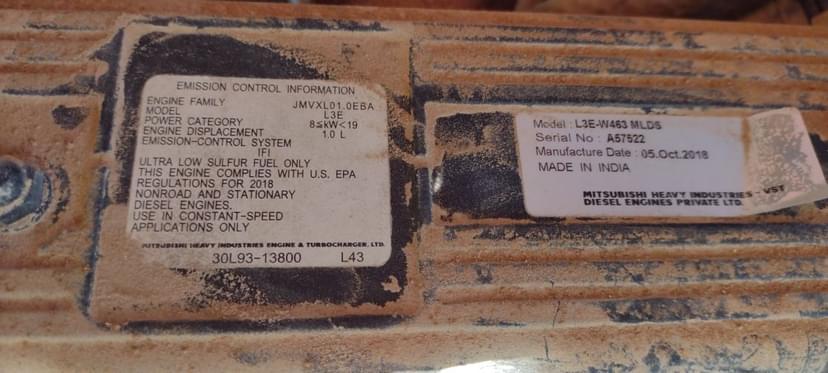 EMISSION CONTROL INFORMATION
ENGINE FAMILY JMVXL01.0EBA
MODEL L3E
POWER CATEGORY 8≤kW<19
ENGINE DISPLACEMENT 1.0 L
EMISSION-CONTROL SYSTEM
IFI
ULTRA LOW SULFUR FUEL ONLY
THIS ENGINE COMPLIES WITH U.S. EPA
REGULATIONS FOR 2018
NONROAD AND STATIONARY
DIESEL ENGINES.
USE IN CONSTANT-SPEED
APPLICATIONS ONLY
MITSUBISHI HEAVY INDUSTRIES ENGINE & TURBOCHARGER, LTD.
30L93-13800 L43
Model : L3E-W463 MLDS
Serial No : A57522
Manufacture Date : 05.Oct.2018
MADE IN INDIA
MITSUBISHI HEAVY INDUSTRIES - VST
DIESEL ENGINES PRIVATE LTD.